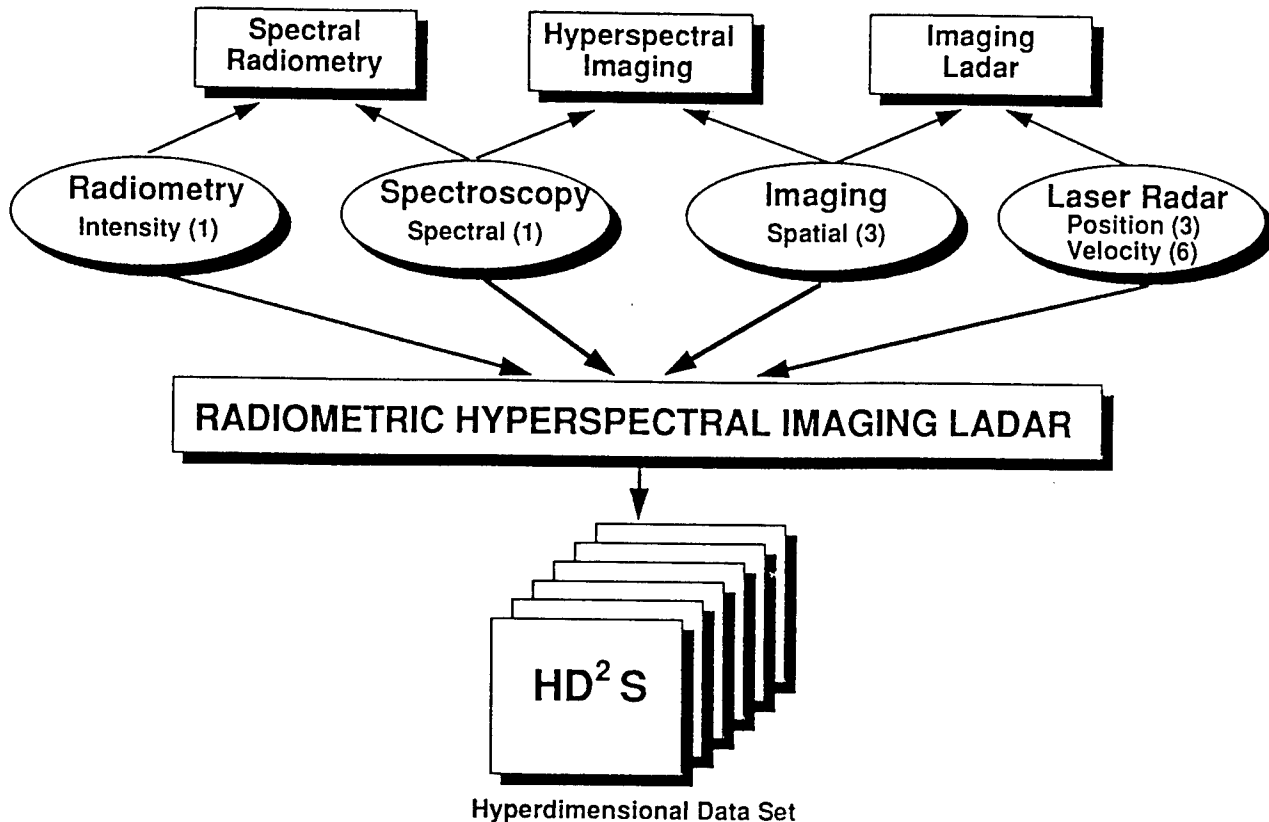 Spectral
Radiometry
Hyperspectral
Imaging
Imaging
Ladar
Radiometry
Intensity (1)
Spectroscopy
Spectral (1)
Imaging
Spatial (3)
Laser Radar
Position (3)
Velocity (6)
RADIOMETRIC HYPERSPECTRAL IMAGING LADAR
HD² S
Hyperdimensional Data Set